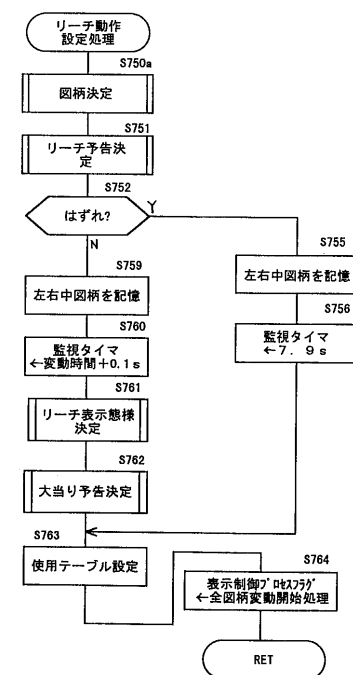 リーチ動作
設定処理
S750a
図柄決定
S751
リーチ予告決
定
S752
はずれ?
Y
N
S759
左右中図柄を記憶
S760
監視タイマ
←変動時間+0.1s
S761
リーチ表示態様
決定
S762
大当り予告決定
S755
左右中図柄を記憶
S756
監視タイマ
←7.9s
S763
使用テーブル設定
S764
表示制御プロセスフラグ
←全図柄変動開始処理
RET